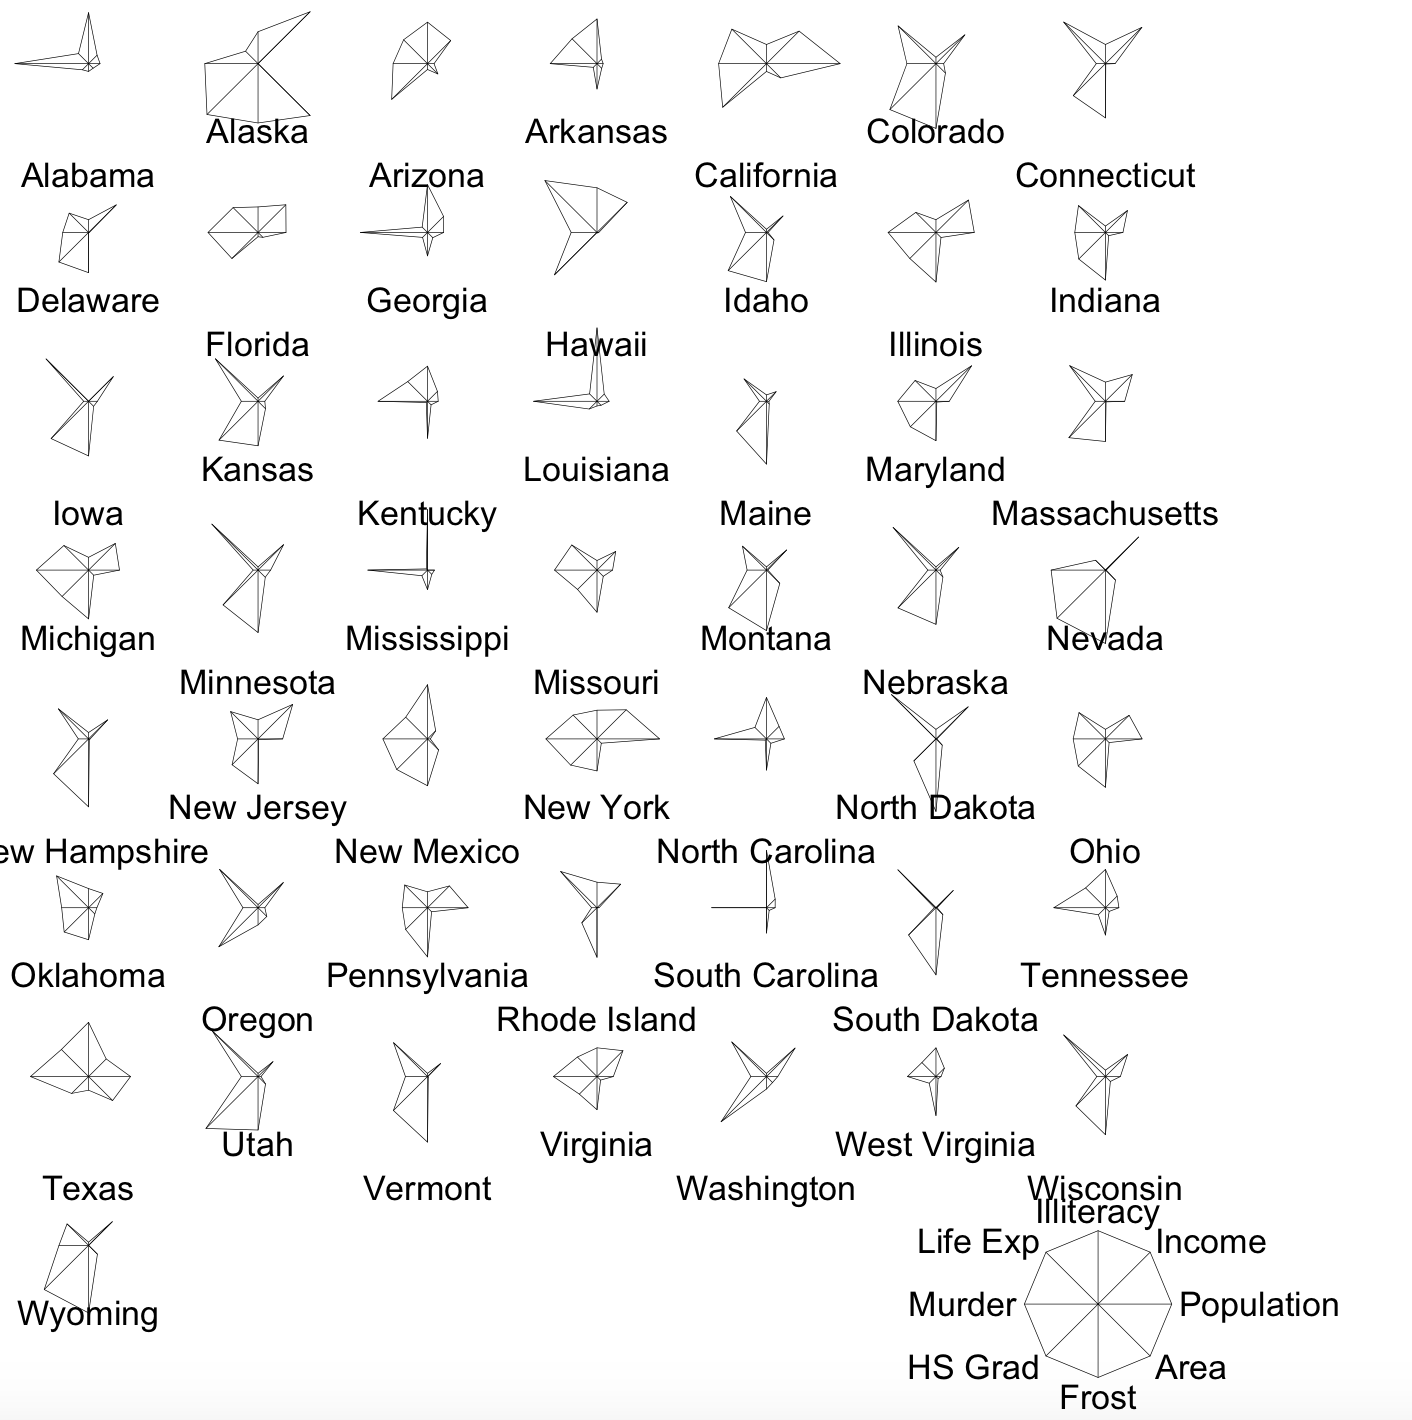 Alaska
Arkansas
Colorado
Alabama
Arizona
California
Connecticut
Delaware
Georgia
Idaho
Indiana
Florida
Hawaii
Illinois
Kansas
Louisiana
Maryland
Iowa
Kentucky
Maine
Massachusetts
Michigan
Mississippi
Montana
Nevada
Minnesota
Missouri
Nebraska
New Jersey
New York
North Dakota
ew Hampshire
New Mexico
North Carolina
Ohio
Oklahoma
Pennsylvania
South Carolina
Tennessee
Oregon
Rhode Island
South Dakota
Utah
Virginia
West Virginia
Texas
Vermont
Washington
Wisconsin
Illiteracy
Life Exp
Income
Murder
Population
Wyoming
HS Grad
Area
Frost